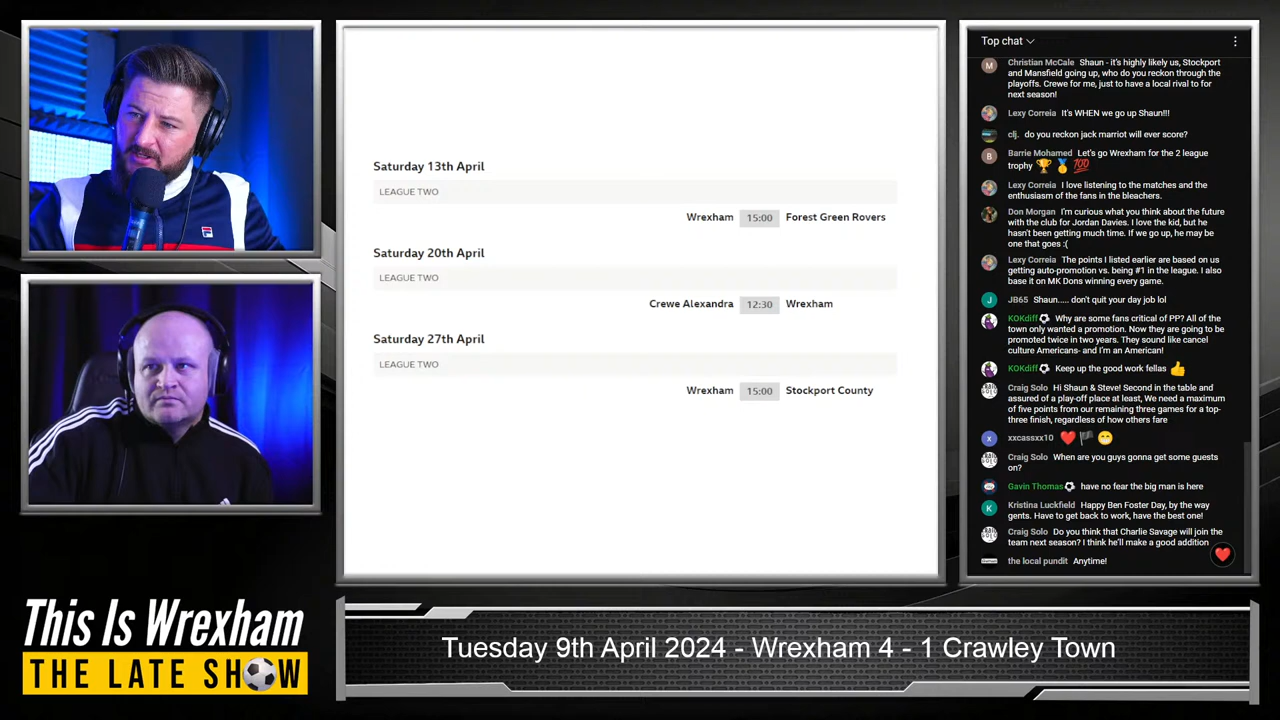 Saturday 13th April
LEAGUE TWO
Wrexham 15:00 Forest Green Rovers
Saturday 20th April
LEAGUE TWO
Crewe Alexandra 12:30 Wrexham
Saturday 27th April
LEAGUE TWO
Wrexham 15:00 Stockport County
Top chat
M Christian McCale Shaun - it's highly likely us, Stockport
and Mansfield going up, who do you reckon through the
playoffs. Crewe for me, just to have a local rival to for
next season!
Lexy Correia It's WHEN we go up Shaun!!!
clj. do you reckon jack marriot will ever score?
B Barrie Mohamed Let's go Wrexham for the 2 league
trophy 🏆 🥇 💯
Lexy Correia I love listening to the matches and the
enthusiasm of the fans in the bleachers.
Don Morgan I'm curious what you think about the future
with the club for Jordan Davies. I love the kid, but he
hasn't been getting much time. If we go up, he may be
one that goes :(
Lexy Correia The points I listed earlier are based on us
getting auto-promotion vs. being #1 in the league. I also
base it on MK Dons winning every game.
J JB65 Shaun..... don't quit your day job lol
KOKdiff⚽ Why are some fans critical of PP? All of the
town only wanted a promotion. Now they are going to be
promoted twice in two years. They sound like cancel
culture Americans- and I'm an American!
KOKdiff⚽ Keep up the good work fellas 👍
Craig Solo Hi Shaun & Steve! Second in the table and
assured of a play-off place at least, We need a maximum
of five points from our remaining three games for a top-
three finish, regardless of how others fare
x xxcassxx10 ❤️ 🏴 😁
Craig Solo When are you guys gonna get some guests
on?
Gavin Thomas⚽ have no fear the big man is here
K Kristina Luckfield Happy Ben Foster Day, by the way
gents. Have to get back to work, have the best one!
Craig Solo Do you think that Charlie Savage will join the
team next season? I think he'll make a good addition
the local pundit Anytime!
This Is Wrexham
THE LATE SHOW
Tuesday 9th April 2024 - Wrexham 4 - 1 Crawley Town